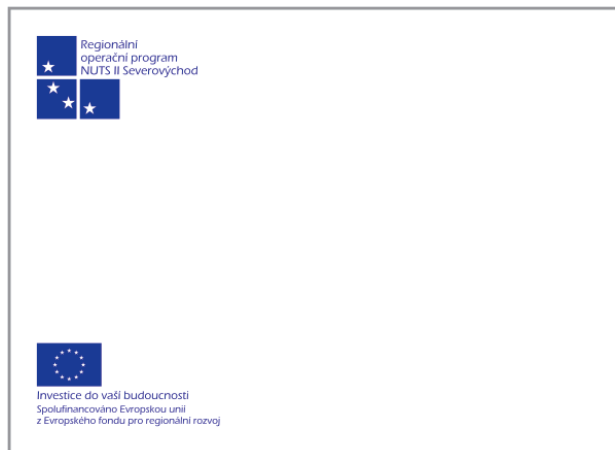 Regionální
operační program
NUTS II Severovýchod
Investice do vaší budoucnosti
Spolufinancováno Evropskou unií
z Evropského fondu pro regionální rozvoj